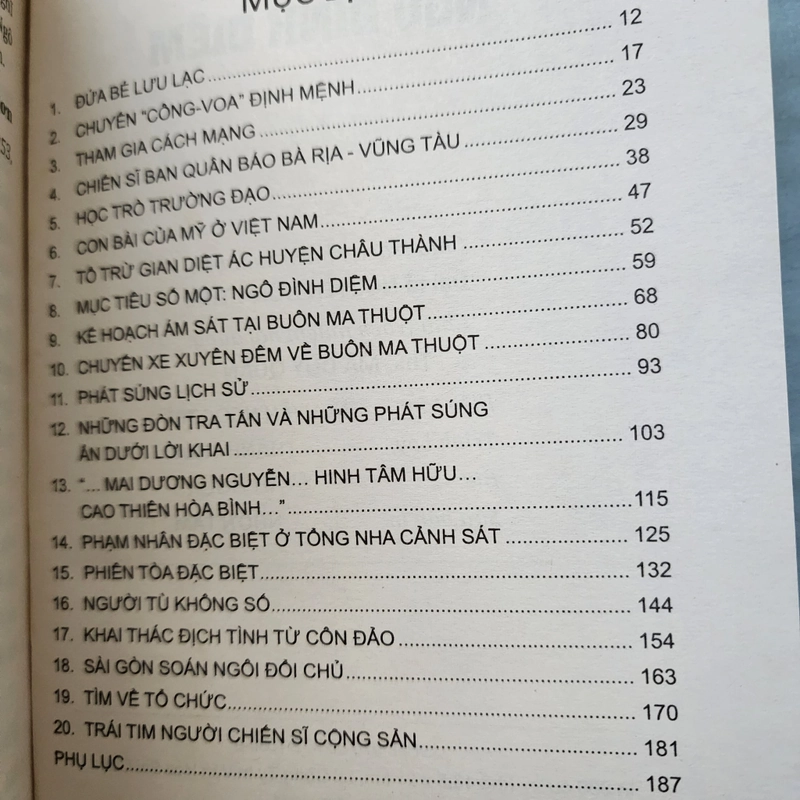 MỤC
1. ĐỨA BÉ LƯU LẠC 12
2. CHUYẾN "CÔNG-VOA" ĐỊNH MỆNH 17
3. THAM GIA CÁCH MẠNG 23
4. CHIẾN SĨ BAN QUÂN BÁO BÀ RỊA - VŨNG TÀU 29
5. HỌC TRÒ TRƯỜNG ĐẠO 38
6. CON BÀI CỦA MỸ Ở VIỆT NAM 47
7. TỔ TRỪ GIAN DIỆT ÁC HUYỆN CHÂU THÀNH 52
8. MỤC TIÊU SỐ MỘT: NGÔ ĐÌNH DIỆM 59
9. KẾ HOẠCH ÁM SÁT TẠI BUÔN MA THUỘT 68
10. CHUYẾN XE XUYÊN ĐÊM VỀ BUÔN MA THUỘT 80
11. PHÁT SÚNG LỊCH SỬ 93
12. NHỮNG ĐÒN TRA TẤN VÀ NHỮNG PHÁT SÚNG
ẨN DƯỚI LỜI KHAI 103
13. "... MAI DƯƠNG NGUYỄN... HINH TÂM HỮU...
CAO THIÊN HÒA BÌNH..." 115
14. PHẠM NHÂN ĐẶC BIỆT Ở TỔNG NHA CẢNH SÁT 125
15. PHIÊN TÒA ĐẶC BIỆT 132
16. NGƯỜI TÙ KHÔNG SỐ 144
17. KHAI THÁC ĐỊCH TÌNH TỪ CÔN ĐẢO 154
18. SÀI GÒN SOÁN NGÔI ĐỔI CHỦ 163
19. TÌM VỀ TỔ CHỨC 170
20. TRÁI TIM NGƯỜI CHIẾN SĨ CỘNG SẢN 181
PHỤ LỤC 187